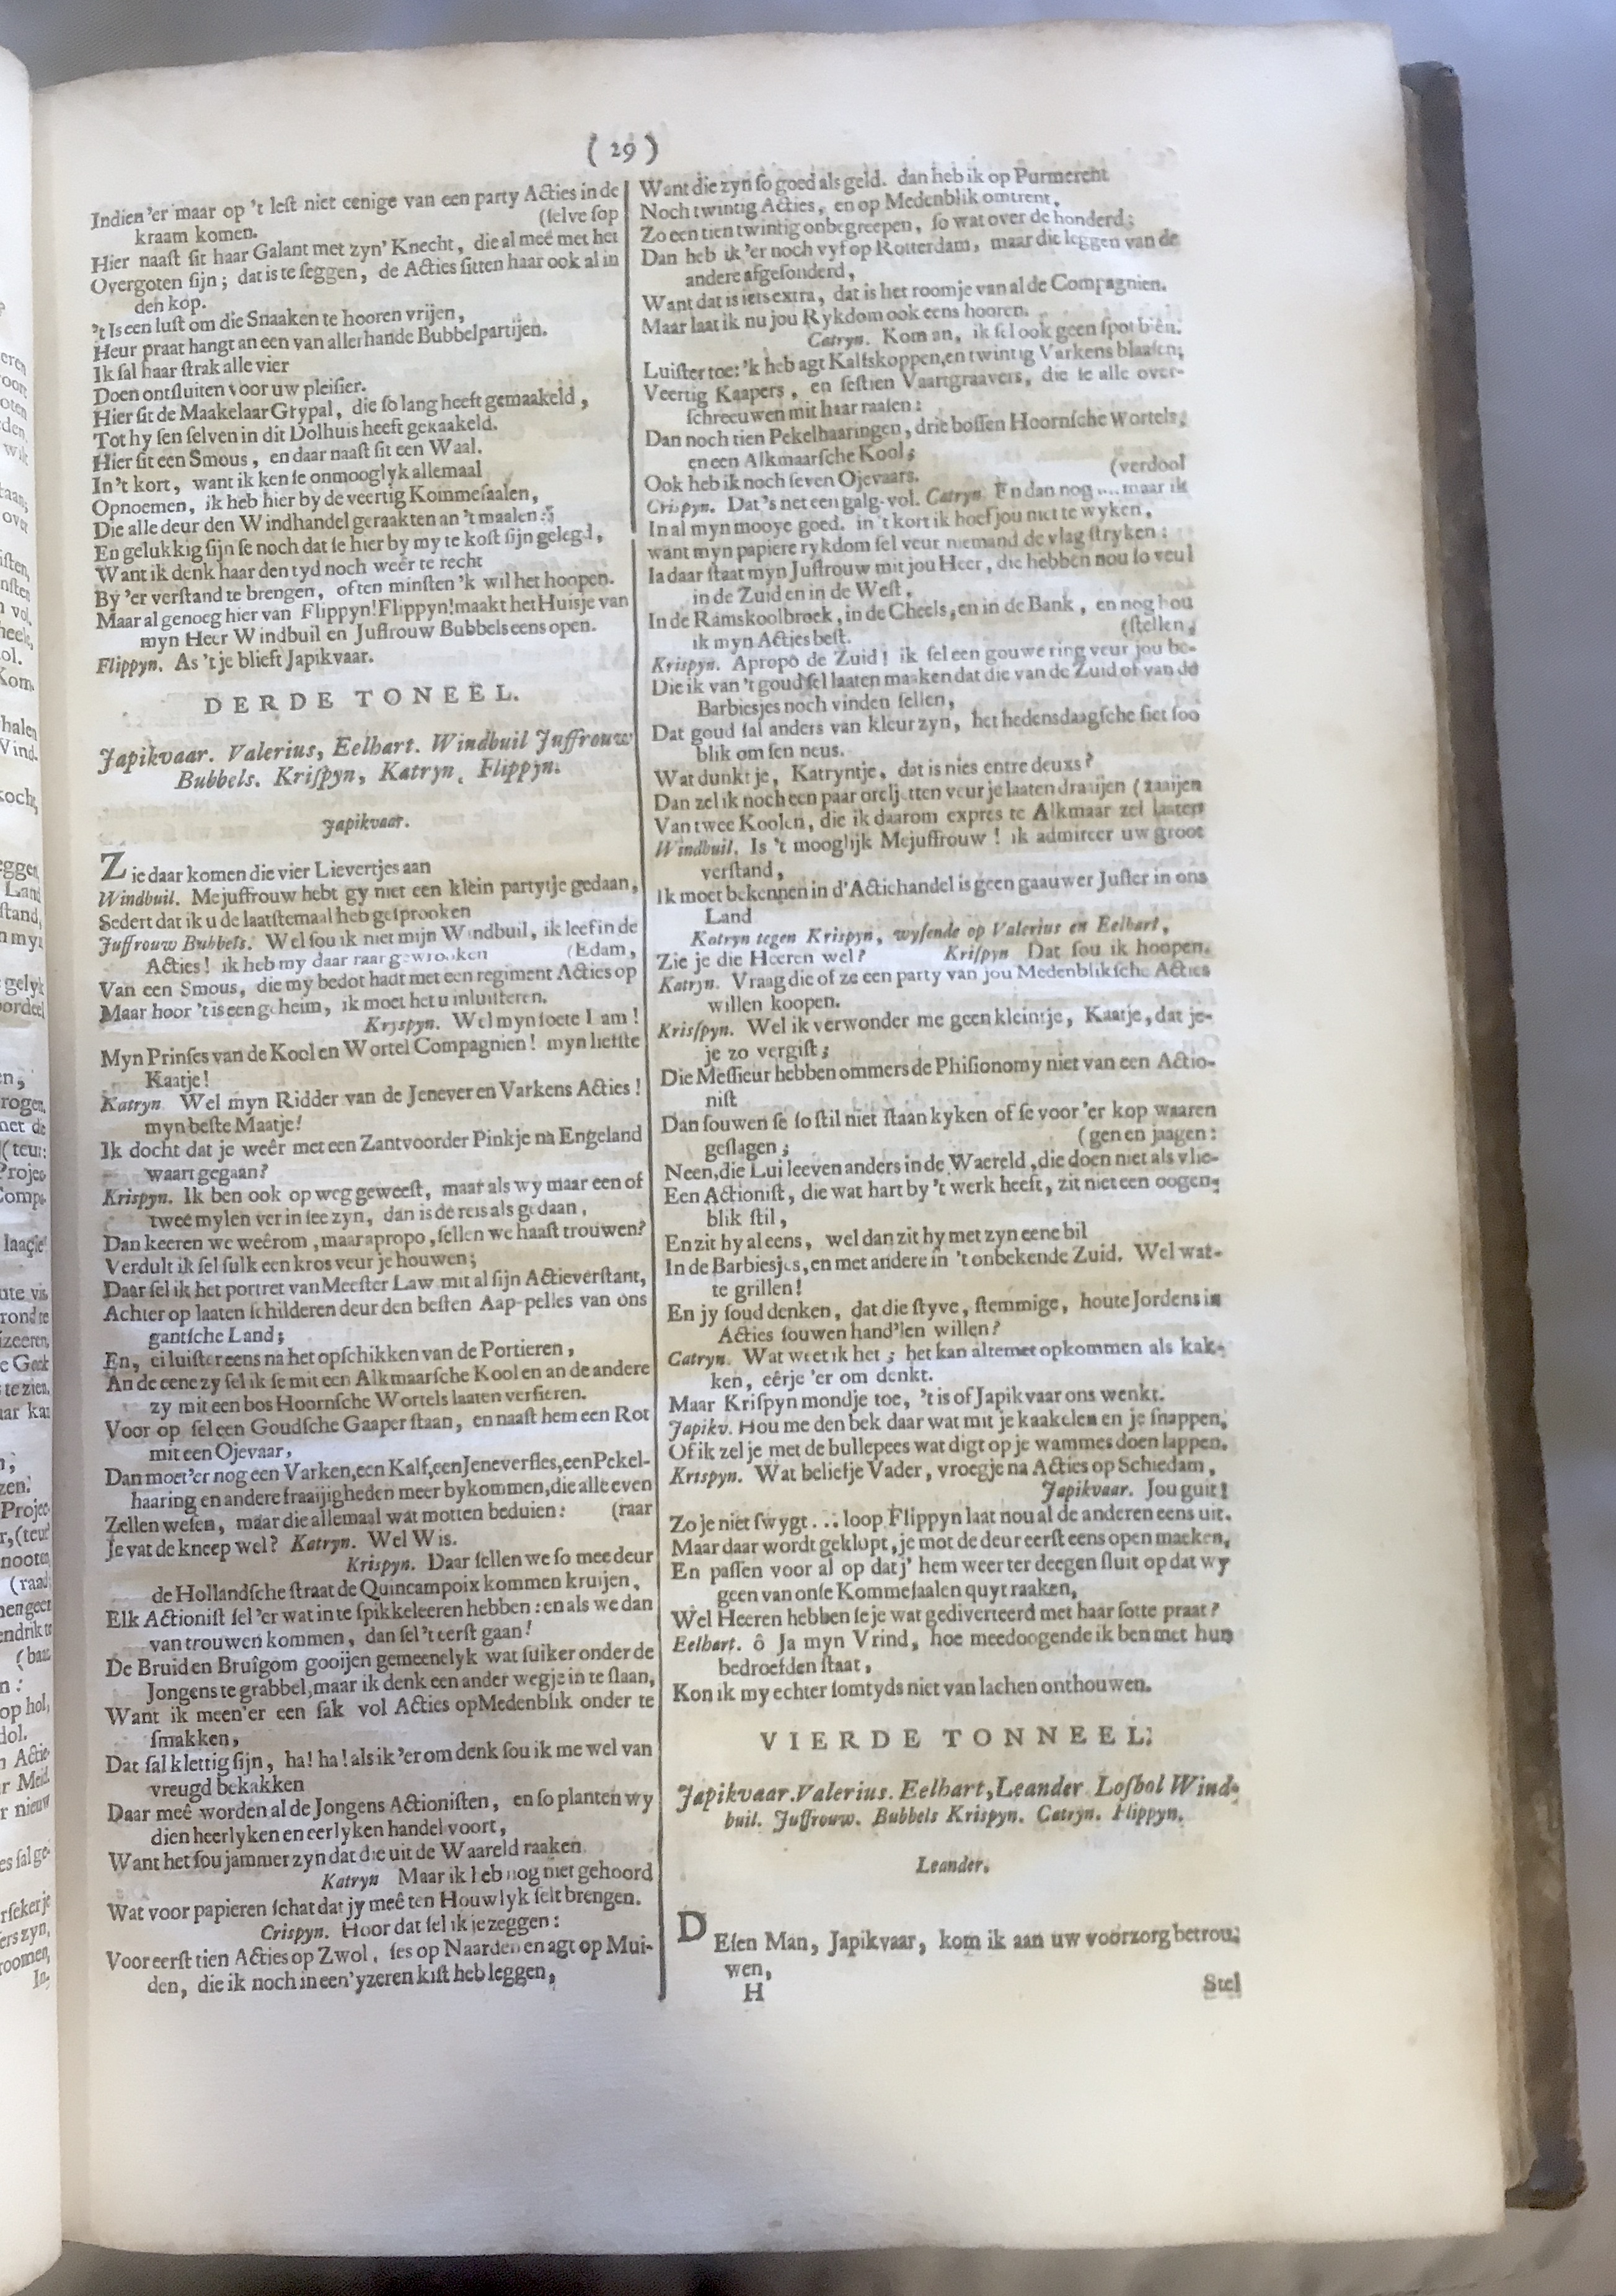 ( 29 )
Indien 'er maar op 't leſt niet eenige van een party Acties in de
(ſelve ſop
kraam komen.
Hier naaſt ſit haar Galant met zyn' Knecht, die al meê met het
Overgoten ſijn; dat is te ſeggen, de Acties ſitten haar ook al in
den kop.
't Is een luſt om die Snaaken te hooren vrijen,
Heur praat hangt an een van allerhande Bubbelpartijen.
Ik ſal haar ſtrak alle vier
Doen ontſluiten voor uw pleiſier.
Hier ſit de Maakelaar Grypal, die ſo lang heeft gemaakeld,
Tot hy ſen ſelven in dit Dolhuis heeft gekaakeld.
Hier ſit een Smous, en daar naaſt ſit een Waal.
In 't kort, want ik ken ſe onmooglyk allemaal
Opnoemen, ik heb hier by de veertig Kommeſaalen,
Die alle deur den Windhandel geraakten an 't maalen:
En gelukkig ſijn ſe noch dat ſe hier by my te koſt ſijn gelegd,
Want ik denk haar den tyd noch weêr te recht
By 'er verſtand te brengen, of ten minſten 'k wil het hoopen.
Maar al genoeg hier van Flippyn! Flippyn! maakt het Huisje van
myn Heer Windbuil en Juffrouw Bubbels eens open.
Flippyn. As 't je blieft Japikvaar.
DERDE TONEEL.
Japikvaar. Valerius, Eelhart. Windbuil Juffrouw
Bubbels. Kriſpyn, Katryn, Flippyn.
Japikvaar.
Zie daar komen die vier Lievertjes aan
Windbuil. Mejuffrouw hebt gy niet een klein partytje gedaan,
Sedert dat ik u de laatſtemaal heb geſprooken
Juffrouw Bubbels. Wel ſou ik niet mijn Windbuil, ik leef in de
Acties! ik heb my daar raar gewrooken (Edam,
Van een Smous, die my bedot hadt met een regiment Acties op
Maar hoor 't is een geheim, ik moet het u inluiſteren.
Kryspyn. Wel myn ſoete Lam!
Myn Prinſes van de Kool en Wortel Compagnien! myn liefſte
Kaatje!
Katryn Wel myn Ridder van de Jenever en Varkens Acties!
myn beſte Maatje!
Ik docht dat je weêr met een Zantvoorder Pinkje na Engeland
waart gegaan?
Krispyn. Ik ben ook op weg geweeſt, maar als wy maar een of
twee mylen ver in ſee zyn, dan is de reis als gedaan,
Dan keeren we weêrom, maar apropo, ſellen we haaſt trouwen?
Verdult ik ſel ſulk een kros veur je houwen;
Daar ſel ik het portret van Meeſter Law mit al ſijn Actieverſtant,
Achter op laaten ſchilderen deur den beſten Aap-pelles van ons
gantſche Land;
En, ei luiſter eens na het opſchikken van de Portieren,
An de eene zy ſel ik ſe mit een Alkmaarſche Kool en an de andere
zy mit een bos Hoornſche Wortels laaten verſieren.
Voor op ſel een Goudſche Gaaper ſtaan, en naaſt hem een Rot
mit een Ojevaar,
Dan moet'er nog een Varken, een Kalf, een Jeneverfles, een Pekel-
haaring en andere fraaijigheden meer bykommen, die alle even
Zellen weſen, maar die allemaal wat motten beduien: (raar
Je vat de kneep wel? Katryn. Wel Wis.
Krispyn. Daar ſellen we ſo mee deur
de Hollandſche ſtraat de Quincampoix kommen kruijen,
Elk Actioniſt ſel 'er wat in te ſpikkeleeren hebben: en als we dan
van trouwen kommen, dan ſel 't eerſt gaan!
De Bruid en Bruîgom gooijen gemeenelyk wat ſuiker onder de
Jongens te grabbel, maar ik denk een ander wegje in te ſlaan,
Want ik meen'er een ſak vol Acties op Medenblik onder te
ſmakken,
Dat ſal klettig ſijn, ha! ha! als ik 'er om denk ſou ik me wel van
vreugd bekakken
Daar meê worden al de Jongens Actioniſten, en ſo planten wy
dien heerlyken en eerlyken handel voort,
Want het ſou jammer zyn dat die uit de Waareld raaken.
Katryn Maar ik heb nog niet gehoord
Wat voor papieren ſchat dat jy meê ten Houwlyk ſelt brengen.
Crispyn. Hoor dat ſel ik je zeggen:
Voor eerſt tien Acties op Zwol, ſes op Naarden en agt op Mui-
den, die ik noch in een' yzeren kiſt heb leggen,
Want die zyn ſo goed als geld. dan heb ik op Purmerent
Noch twintig Acties, en op Medenblik omtrent,
Zo een tien twintig onbegreepen, ſo wat over de honderd;
Dan heb ik 'er noch vyf op Rotterdam, maar die leggen van de
andere afgeſonderd,
Want dat is iets extra, dat is het roomje van al de Compagnien.
Maar laat ik nu jou Rykdom ook eens hooren.
Catryn. Kom an, ik ſel ook geen ſpot biên.
Luiſter toe: 'k heb agt Kalfskoppen, en twintig Varkens blaaſen;
Veertig Kaapers, en ſeſtien Vaartgraavers, die ſe alle over-
ſchreeuwen mit haar raaſen:
Dan noch tien Pekelhaaringen, drie boſſen Hoornſche Wortels,
en een Alkmaarſche Kool;
Ook heb ik noch ſeven Ojevaars. (verdool
Crispyn. Dat 's net een galg-vol. Catryn. En dan nog .... maar ik
In al myn mooye goed. in 't kort ik hoef jou niet te wyken,
want myn papiere rykdom ſel veur niemand de vlag ſtryken:
Ia daar ſtaat myn Juffrouw mit jou Heer, die hebben nou ſo veul
in de Zuid en in de Weſt,
In de Ramskoolbroek, in de Cheels, en in de Bank, en nog hou
ik myn Acties beſt. (ſtellen,
Krispyn. Apropo de Zuid! ik ſel een gouwe ring veur jou be-
Die ik van 't goud ſel laaten maaken dat die van de Zuid of van de
Barbiesjes noch vinden ſellen,
Dat goud ſal anders van kleur zyn, het hedensdaagſche ſiet ſoo
blik om ſen neus.
Wat dunkt je, Katryntje, dat is nies entre deuxs?
Dan zel ik noch een paar oreljetten veur je laaten draaijen (zaaijen
Van twee Koolen, die ik daarom expres te Alkmaar zel laaten
Windbuil. Is 't mooglijk Mejuffrouw! ik admireer uw groot
verſtand,
Ik moet bekennen in d'Actiehandel is geen gaauwer Juffer in ons
Land
Katryn tegen Krispyn, wyſende op Valerius en Eelhart,
Zie je die Heeren wel? Kriſpyn Dat ſou ik hoopen.
Katryn. Vraag die of ze een party van jou Medenblikſche Acties
willen koopen.
Krisſpyn. Wel ik verwonder me geen kleintje, Kaatje, dat je-
je zo vergiſt;
Die Meſſieur hebben ommers de Phiſionomy niet van een Actio-
niſt
Dan ſouwen ſe ſo ſtil niet ſtaan kyken of ſe voor 'er kop waaren
geſlagen; (gen en jaagen:
Neen, die Lui leeven anders in de Waereld, die doen niet als vlie-
Een Actioniſt, die wat hart by 't werk heeft, zit niet een oogen-
blik ſtil,
En zit hy al eens, wel dan zit hy met zyn eene bil
In de Barbiesjes, en met andere in 't onbekende Zuid. Wel wat-
te grillen!
En jy ſoud denken, dat die ſtyve, ſtemmige, houte Jordens in
Acties ſouwen hand'len willen?
Catryn. Wat weet ik het; het kan altemet opkommen als kak-
ken, eêrje 'er om denkt.
Maar Kriſpyn mondje toe, 't is of Japikvaar ons wenkt.
Japikv. Hou me den bek daar wat mit je kaakelen en je ſnappen,
Of ik zel je met de bullepees wat digt op je wammes doen lappen.
Krispyn. Wat beliefje Vader, vroegje na Acties op Schiedam,
Japikvaar. Jou guit!
Zo je niet ſwygt... loop Flippyn laat nou al de anderen eens uit.
Maar daar wordt geklopt, je mot de deur eerſt eens open maeken,
En paſſen voor al op dat j' hem weer ter deegen ſluit op dat wy
geen van onſe Kommeſaalen quyt raaken,
Wel Heeren hebben ſe je wat gediverteerd met haar ſotte praat?
Eelhart. ô Ja myn Vrind, hoe meedoogende ik ben met hun
bedroefden ſtaat,
Kon ik my echter ſomtyds niet van lachen onthouwen.
VIERDE TONNEEL.
Japikvaar. Valerius. Eelhart, Leander Loſbol Wind-
buil. Juffrouw. Bubbels Krispyn. Catryn. Flippyn.
Leander.
DEſen Man, Japikvaar, kom ik aan uw voorzorg betrou-
wen,
H Stel